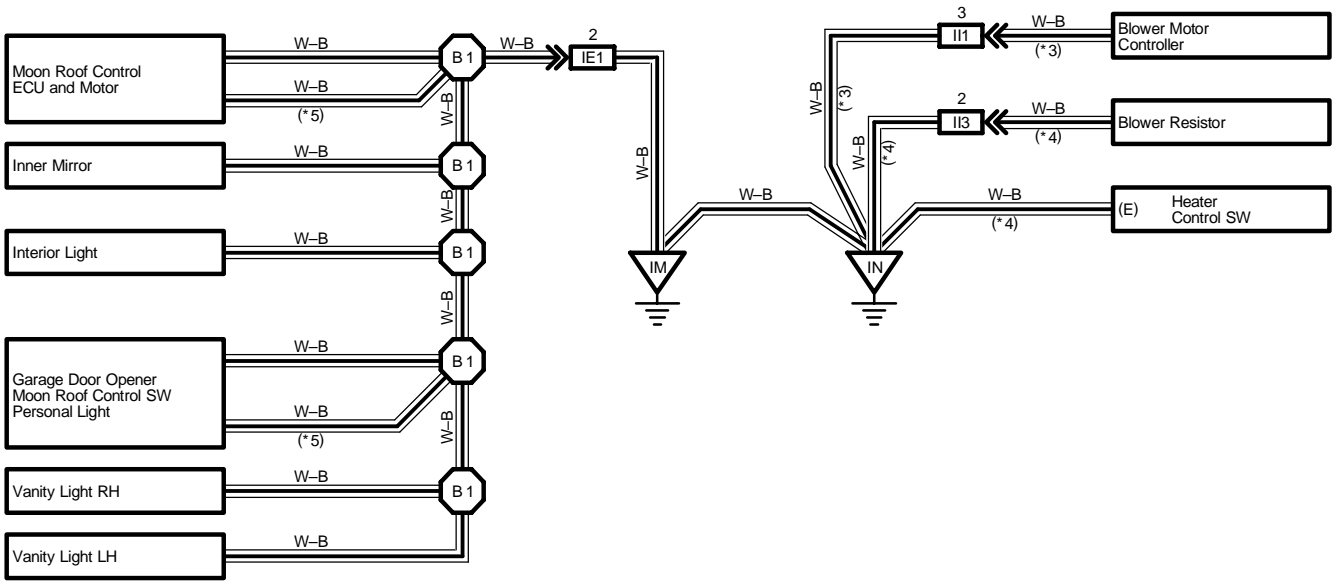 Moon Roof Control
ECU and Motor
W–B
W–B
(*5)
B 1
W–B
2
IE1
W–B
Inner Mirror
W–B
B 1
W–B
Interior Light
W–B
B 1
W–B
Garage Door Opener
Moon Roof Control SW
Personal Light
W–B
W–B
(*5)
B 1
W–B
Vanity Light RH
W–B
B 1
Vanity Light LH
W–B
W–B
IM
W–B
IN
W–B
(*3)
3
II1
W–B
(*3)
Blower Motor
Controller
W–B
(*4)
2
II3
W–B
(*4)
Blower Resistor
W–B
(*4)
(E)
Heater
Control SW